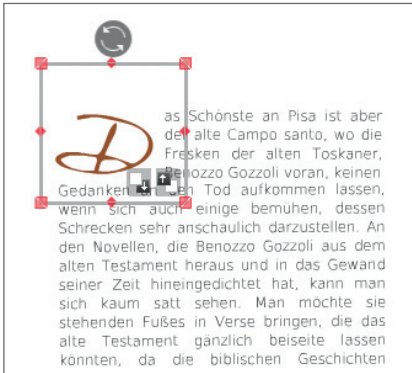 D
as Schönste an Pisa ist aber
der alte Campo santo, wo die
Fresken der alten Toskaner,
Benozzo Gozzoli voran, keinen
Gedanken an den Tod aufkommen lassen,
wenn sich auch einige bemühen, dessen
Schrecken sehr anschaulich darzustellen. An
den Novellen, die Benozzo Gozzoli aus dem
alten Testament heraus und in das Gewand
seiner Zeit hineingedichtet hat, kann man
sich kaum satt sehen. Man möchte sie
stehenden Fußes in Verse bringen, die das
alte Testament gänzlich beiseite lassen
könnten, da die biblischen Geschichten